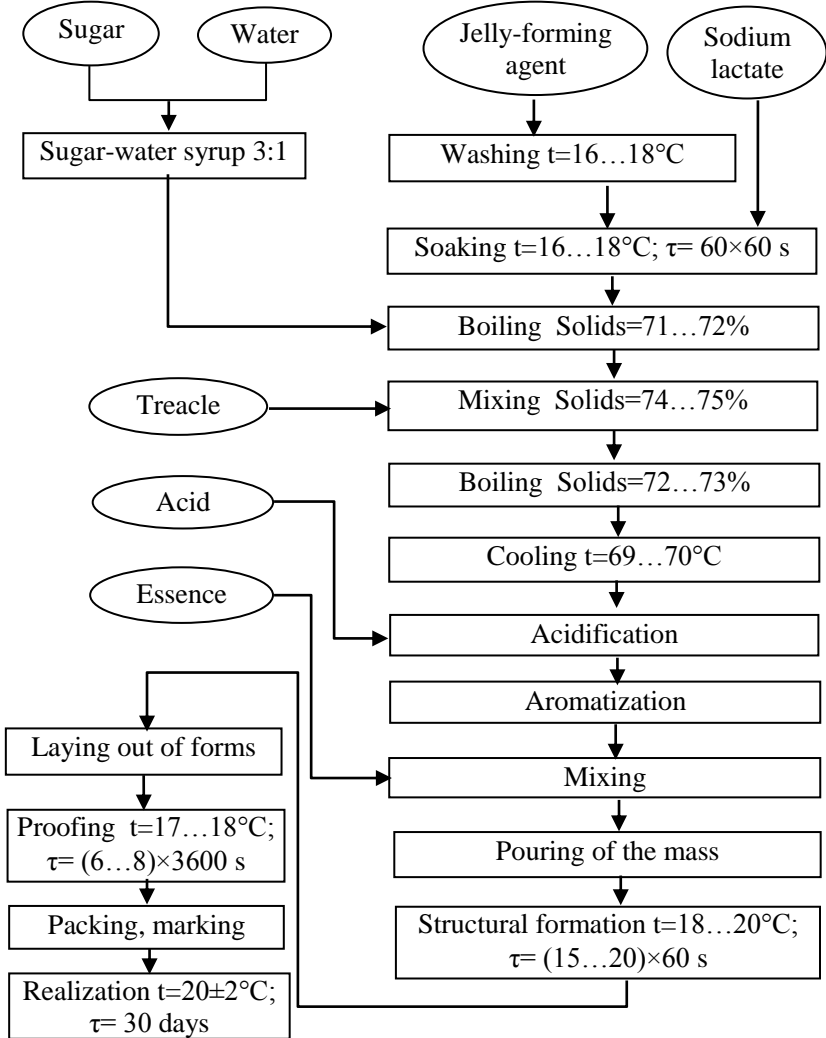 Sugar
Water
Jelly-forming
agent
Sodium
lactate
Sugar-water syrup 3:1
Washing t=16…18°C
Soaking t=16…18°C; τ= 60×60 s
Boiling Solids=71…72%
Treacle
Mixing Solids=74…75%
Acid
Boiling Solids=72…73%
Cooling t=69…70°C
Essence
Acidification
Aromatization
Laying out of forms
Mixing
Proofing t=17…18°C;
τ= (6…8)×3600 s
Pouring of the mass
Packing, marking
Structural formation t=18…20°C;
τ= (15…20)×60 s
Realization t=20±2°C;
τ= 30 days